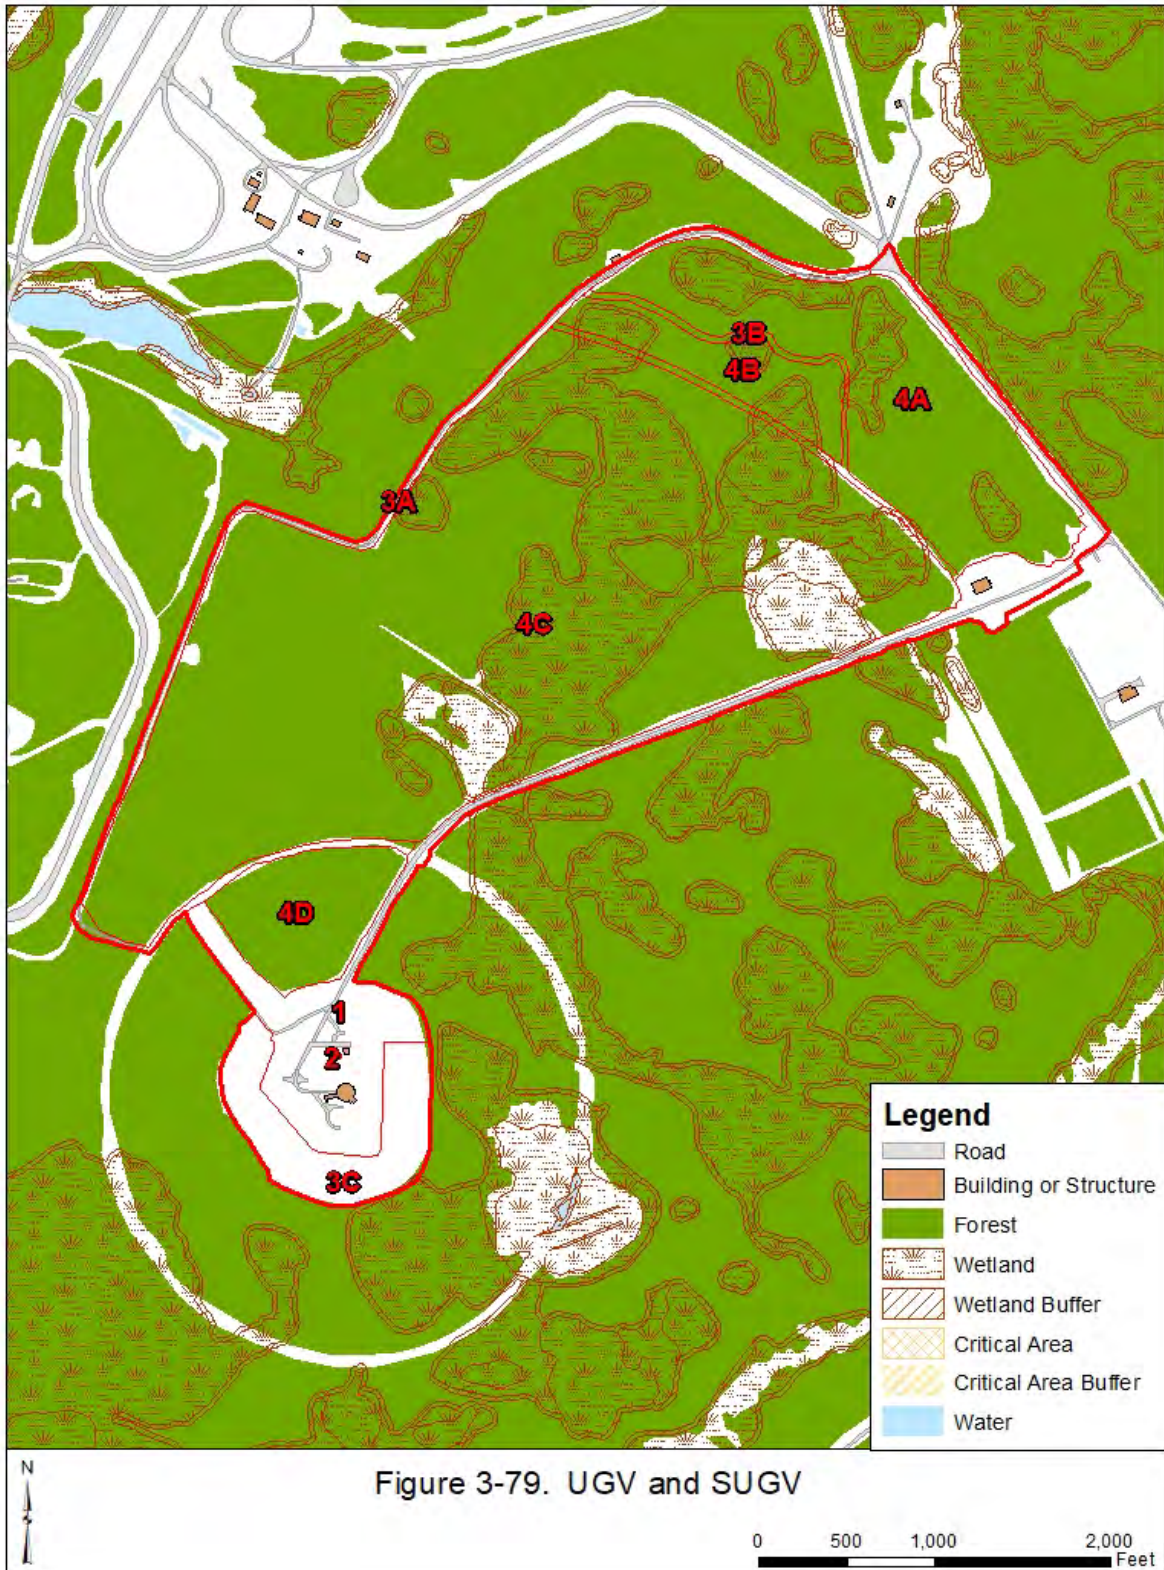 3B
4B
4A
3A
4C
4D
1
2
3C
Legend
Road
Building or Structure
Forest
Wetland
Wetland Buffer
Critical Area
Critical Area Buffer
Water
N
Figure 3-79. UGV and SUGV
0 500 1,000 2,000
Feet